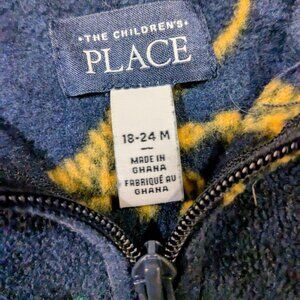 THE CHILDREN'S
PLACE
18-24 M
MADE IN
GHANA
FABRIQUÉ AU
GHANA